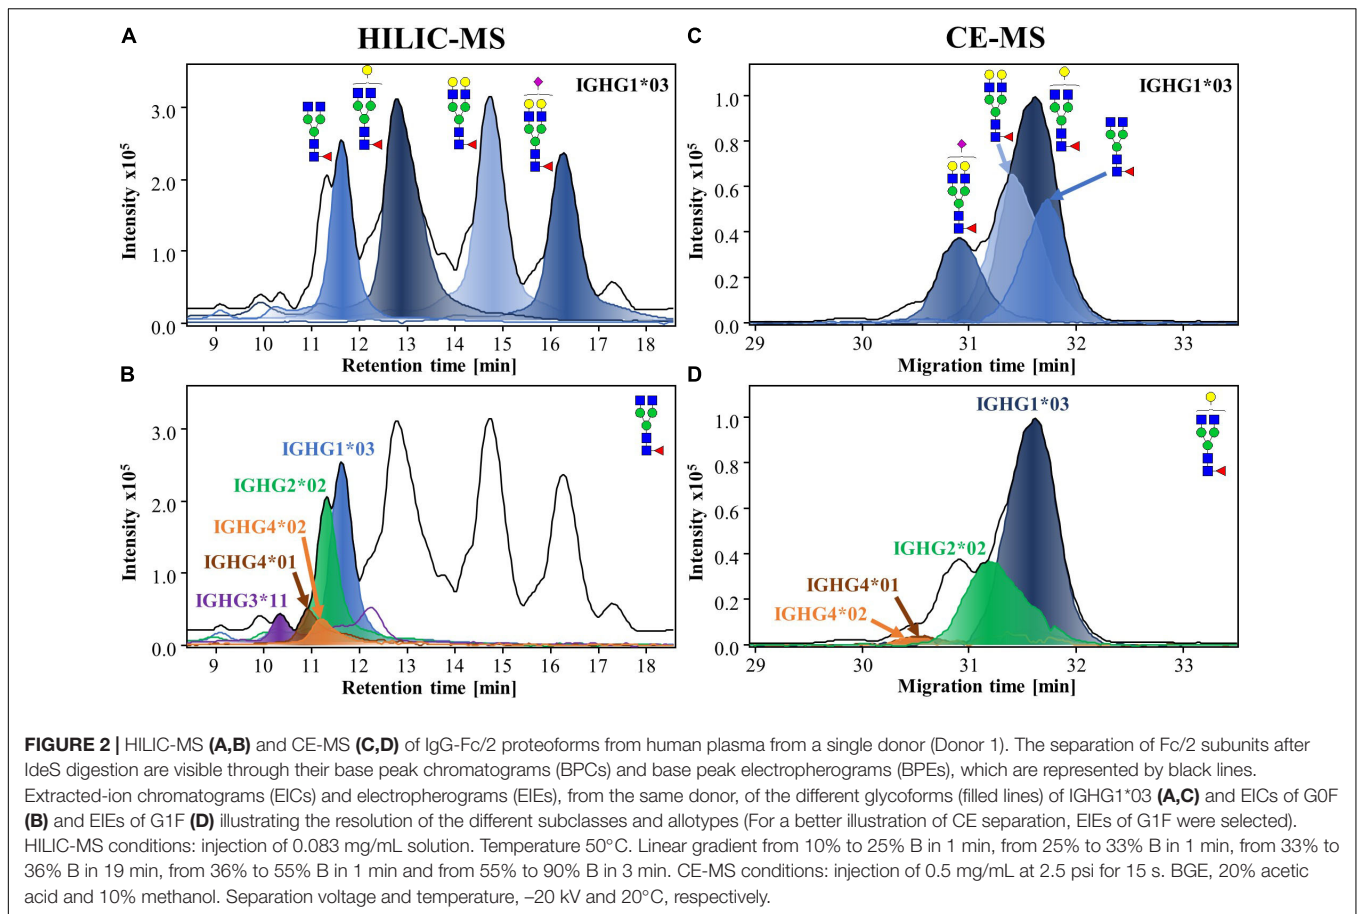 A
HILIC-MS
IGHG1*03
Intensity x10⁵
3.0
2.0
1.0
0.0
9 10 11 12 13 14 15 16 17 18
Retention time [min]
C
CE-MS
IGHG1*03
Intensity x10⁵
1.0
0.8
0.6
0.4
0.2
0.0
29 30 31 32 33
Migration time [min]
B
IGHG1*03
IGHG2*02
IGHG4*02
IGHG4*01
IGHG3*11
Intensity x10⁵
3.0
2.0
1.0
0.0
9 10 11 12 13 14 15 16 17 18
Retention time [min]
D
IGHG1*03
IGHG2*02
IGHG4*01
IGHG4*02
Intensity x10⁵
1.0
0.8
0.6
0.4
0.2
0.0
29 30 31 32 33
Migration time [min]
FIGURE 2 | HILIC-MS (A,B) and CE-MS (C,D) of IgG-Fc/2 proteoforms from human plasma from a single donor (Donor 1). The separation of Fc/2 subunits after
IdeS digestion are visible through their base peak chromatograms (BPCs) and base peak electropherograms (BPEs), which are represented by black lines.
Extracted-ion chromatograms (EICs) and electropherograms (EIEs), from the same donor, of the different glycoforms (filled lines) of IGHG1*03 (A,C) and EICs of G0F
(B) and EIEs of G1F (D) illustrating the resolution of the different subclasses and allotypes (For a better illustration of CE separation, EIEs of G1F were selected).
HILIC-MS conditions: injection of 0.083 mg/mL solution. Temperature 50°C. Linear gradient from 10% to 25% B in 1 min, from 25% to 33% B in 1 min, from 33% to
36% B in 19 min, from 36% to 55% B in 1 min and from 55% to 90% B in 3 min. CE-MS conditions: injection of 0.5 mg/mL at 2.5 psi for 15 s. BGE, 20% acetic
acid and 10% methanol. Separation voltage and temperature, –20 kV and 20°C, respectively.